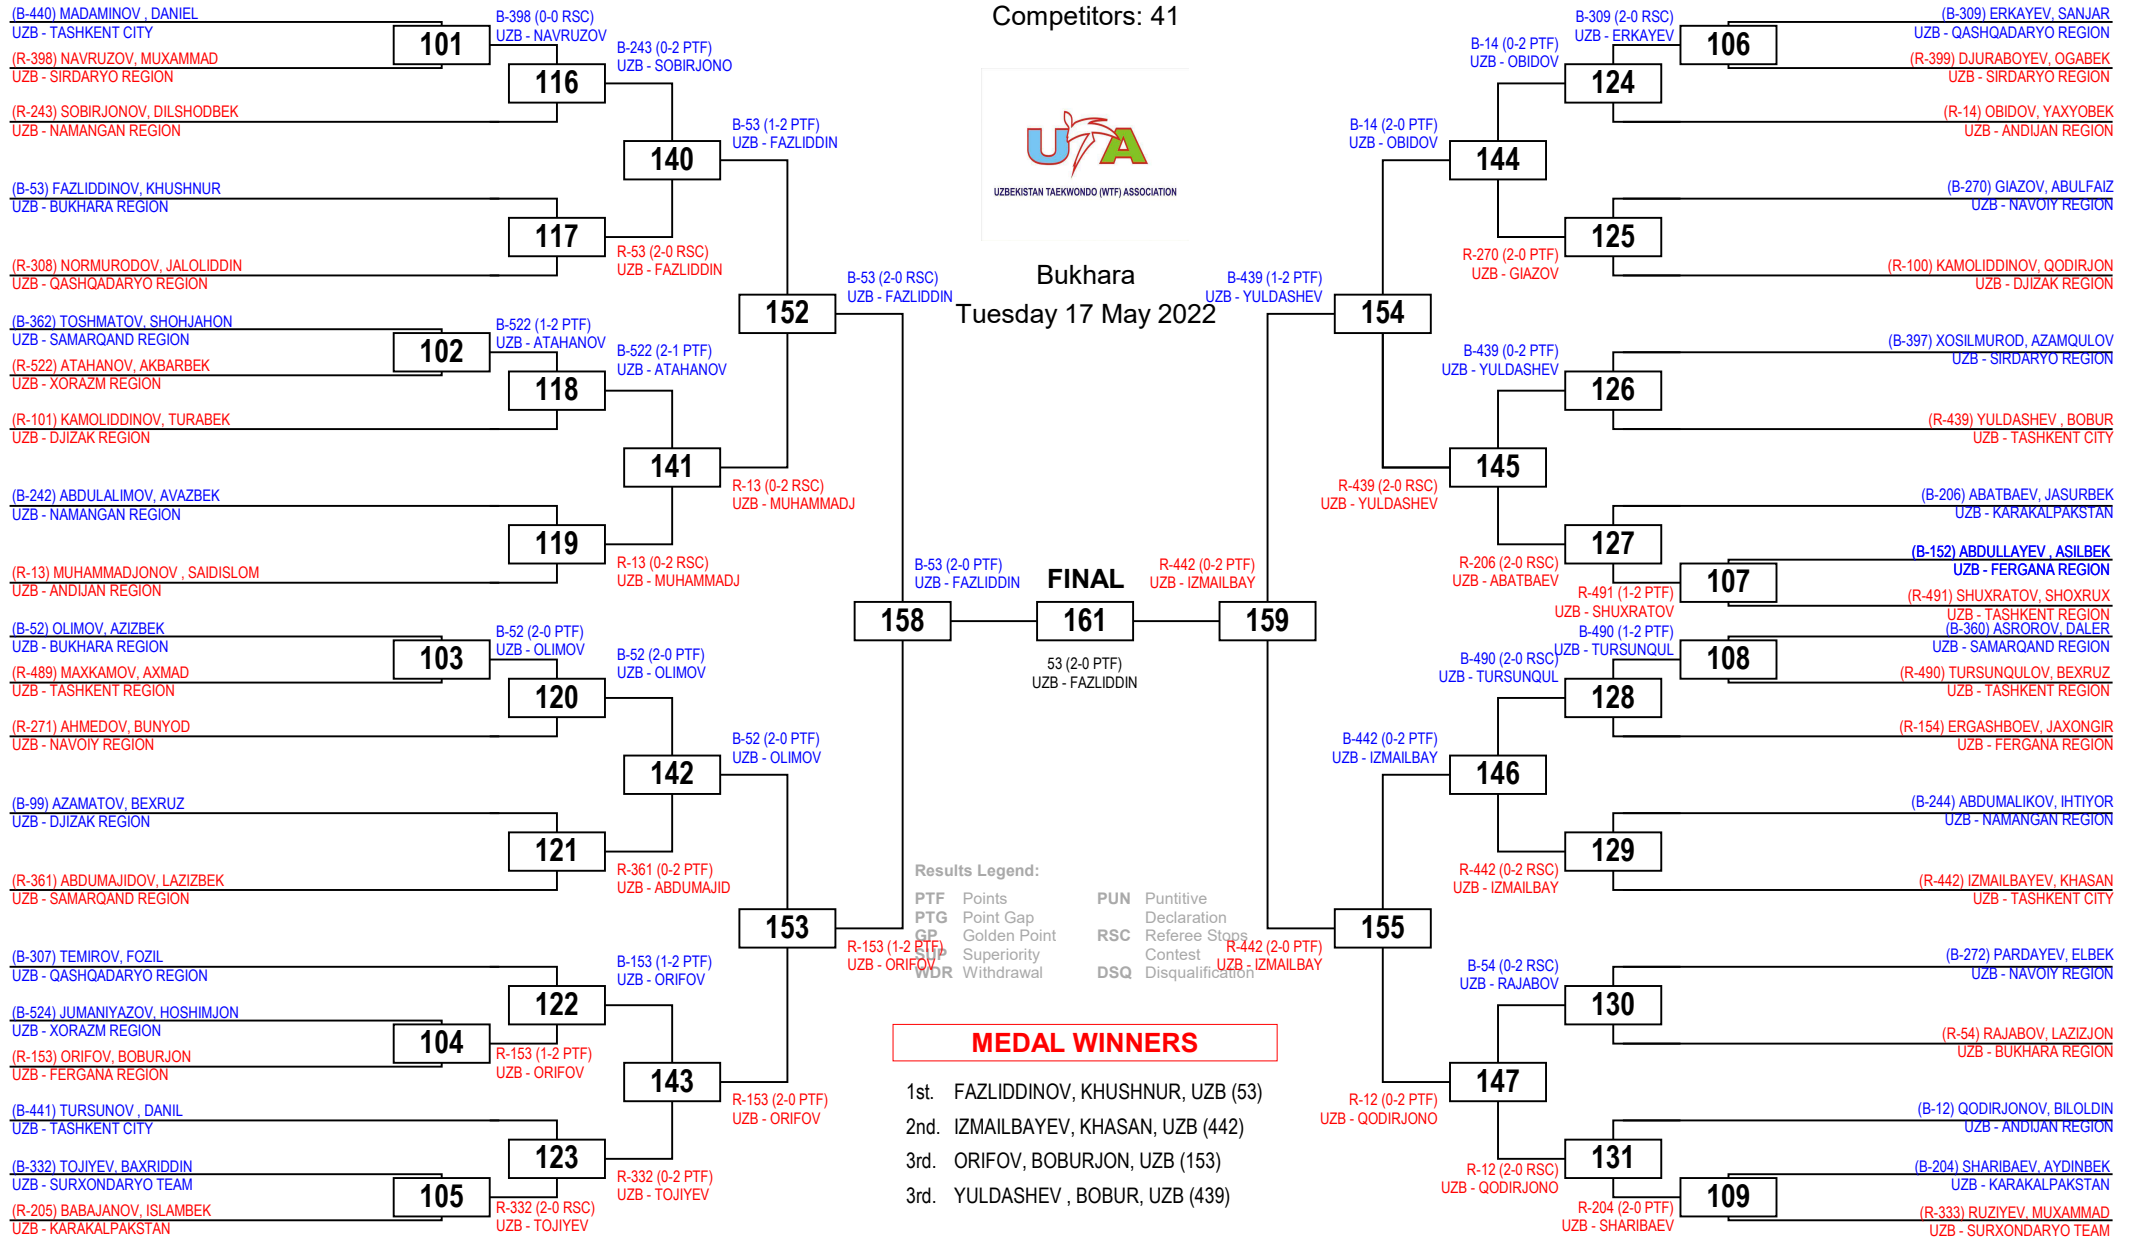 Competitors: 41
UTA
UZBEKISTAN TAEKWONDO (WTF) ASSOCIATION
Bukhara
Tuesday 17 May 2022
(B-440) MADAMINOV , DANIEL
UZB - TASHKENT CITY
(R-398) NAVRUZOV, MUXAMMAD
UZB - SIRDARYO REGION
(R-243) SOBIRJONOV, DILSHODBEK
UZB - NAMANGAN REGION
(B-53) FAZLIDDINOV, KHUSHNUR
UZB - BUKHARA REGION
(R-308) NORMURODOV, JALOLIDDIN
UZB - QASHQADARYO REGION
(B-362) TOSHMATOV, SHOHJAHON
UZB - SAMARQAND REGION
(R-522) ATAHANOV, AKBARBEK
UZB - XORAZM REGION
(R-101) KAMOLIDDINOV, TURABEK
UZB - DJIZAK REGION
(B-242) ABDULALIMOV, AVAZBEK
UZB - NAMANGAN REGION
(R-13) MUHAMMADJONOV , SAIDISLOM
UZB - ANDIJAN REGION
(B-52) OLIMOV, AZIZBEK
UZB - BUKHARA REGION
(R-489) MAXKAMOV, AXMAD
UZB - TASHKENT REGION
(R-271) AHMEDOV, BUNYOD
UZB - NAVOIY REGION
(B-99) AZAMATOV, BEXRUZ
UZB - DJIZAK REGION
(R-361) ABDUMAJIDOV, LAZIZBEK
UZB - SAMARQAND REGION
(B-307) TEMIROV, FOZIL
UZB - QASHQADARYO REGION
(B-524) JUMANIYAZOV, HOSHIMJON
UZB - XORAZM REGION
(R-153) ORIFOV, BOBURJON
UZB - FERGANA REGION
(B-441) TURSUNOV , DANIL
UZB - TASHKENT CITY
(B-332) TOJIYEV, BAXRIDDIN
UZB - SURXONDARYO TEAM
(R-205) BABAJANOV, ISLAMBEK
UZB - KARAKALPAKSTAN
101
B-398 (0-0 RSC)
UZB - NAVRUZOV
102
B-522 (1-2 PTF)
UZB - ATAHANOV
103
B-52 (2-0 PTF)
UZB - OLIMOV
104
R-153 (1-2 PTF)
UZB - ORIFOV
105
R-332 (2-0 RSC)
UZB - TOJIYEV
116
B-243 (0-2 PTF)
UZB - SOBIRJONO
117
R-53 (2-0 RSC)
UZB - FAZLIDDIN
118
B-522 (2-1 PTF)
UZB - ATAHANOV
119
R-13 (0-2 RSC)
UZB - MUHAMMADJ
120
B-52 (2-0 PTF)
UZB - OLIMOV
121
R-361 (0-2 PTF)
UZB - ABDUMAJID
122
B-153 (1-2 PTF)
UZB - ORIFOV
123
R-332 (0-2 PTF)
UZB - TOJIYEV
140
B-53 (1-2 PTF)
UZB - FAZLIDDIN
141
R-13 (0-2 RSC)
UZB - MUHAMMADJ
142
B-52 (2-0 PTF)
UZB - OLIMOV
143
R-153 (2-0 PTF)
UZB - ORIFOV
152
B-53 (2-0 RSC)
UZB - FAZLIDDIN
153
R-153 (1-2 PTF)
UZB - ORIFOV
158
B-53 (2-0 PTF)
UZB - FAZLIDDIN
FINAL
161
53 (2-0 PTF)
UZB - FAZLIDDIN
R-442 (0-2 PTF)
UZB - IZMAILBAY
159
B-439 (1-2 PTF)
UZB - YULDASHEV
154
R-442 (2-0 PTF)
UZB - IZMAILBAY
155
B-14 (2-0 PTF)
UZB - OBIDOV
144
R-439 (2-0 RSC)
UZB - YULDASHEV
145
B-442 (0-2 PTF)
UZB - IZMAILBAY
146
R-12 (0-2 PTF)
UZB - QODIRJONO
147
B-14 (0-2 PTF)
UZB - OBIDOV
124
R-270 (2-0 PTF)
UZB - GIAZOV
125
B-439 (0-2 PTF)
UZB - YULDASHEV
126
R-206 (2-0 RSC)
UZB - ABATBAEV
127
B-490 (2-0 RSC)
UZB - TURSUNQUL
128
R-442 (0-2 RSC)
UZB - IZMAILBAY
129
B-54 (0-2 RSC)
UZB - RAJABOV
130
R-12 (2-0 RSC)
UZB - QODIRJONO
131
B-309 (2-0 RSC)
UZB - ERKAYEV
106
R-491 (1-2 PTF)
UZB - SHUXRATOV
107
B-490 (1-2 PTF)
UZB - TURSUNQUL
108
R-204 (2-0 PTF)
UZB - SHARIBAEV
109
(B-309) ERKAYEV, SANJAR
UZB - QASHQADARYO REGION
(R-399) DJURABOYEV, OGABEK
UZB - SIRDARYO REGION
(R-14) OBIDOV, YAXYOBEK
UZB - ANDIJAN REGION
(B-270) GIAZOV, ABULFAIZ
UZB - NAVOIY REGION
(R-100) KAMOLIDDINOV, QODIRJON
UZB - DJIZAK REGION
(B-397) XOSILMUROD, AZAMQULOV
UZB - SIRDARYO REGION
(R-439) YULDASHEV , BOBUR
UZB - TASHKENT CITY
(B-206) ABATBAEV, JASURBEK
UZB - KARAKALPAKSTAN
(B-152) ABDULLAYEV , ASILBEK
UZB - FERGANA REGION
(R-491) SHUXRATOV, SHOXRUX
UZB - TASHKENT REGION
(B-360) ASROROV, DALER
UZB - SAMARQAND REGION
(R-490) TURSUNQULOV, BEXRUZ
UZB - TASHKENT REGION
(R-154) ERGASHBOEV, JAXONGIR
UZB - FERGANA REGION
(B-244) ABDUMALIKOV, IHTIYOR
UZB - NAMANGAN REGION
(R-442) IZMAILBAYEV, KHASAN
UZB - TASHKENT CITY
(B-272) PARDAYEV, ELBEK
UZB - NAVOIY REGION
(R-54) RAJABOV, LAZIZJON
UZB - BUKHARA REGION
(B-12) QODIRJONOV, BILOLDIN
UZB - ANDIJAN REGION
(B-204) SHARIBAEV, AYDINBEK
UZB - KARAKALPAKSTAN
(R-333) RUZIYEV, MUXAMMAD
UZB - SURXONDARYO TEAM
Results Legend:
PTF Points
PTG Point Gap
GP Golden Point
SUP Superiority
WDR Withdrawal
PUN Puntitive
Declaration
RSC Referee Stops
Contest
DSQ Disqualification
MEDAL WINNERS
1st. FAZLIDDINOV, KHUSHNUR, UZB (53)
2nd. IZMAILBAYEV, KHASAN, UZB (442)
3rd. ORIFOV, BOBURJON, UZB (153)
3rd. YULDASHEV , BOBUR, UZB (439)